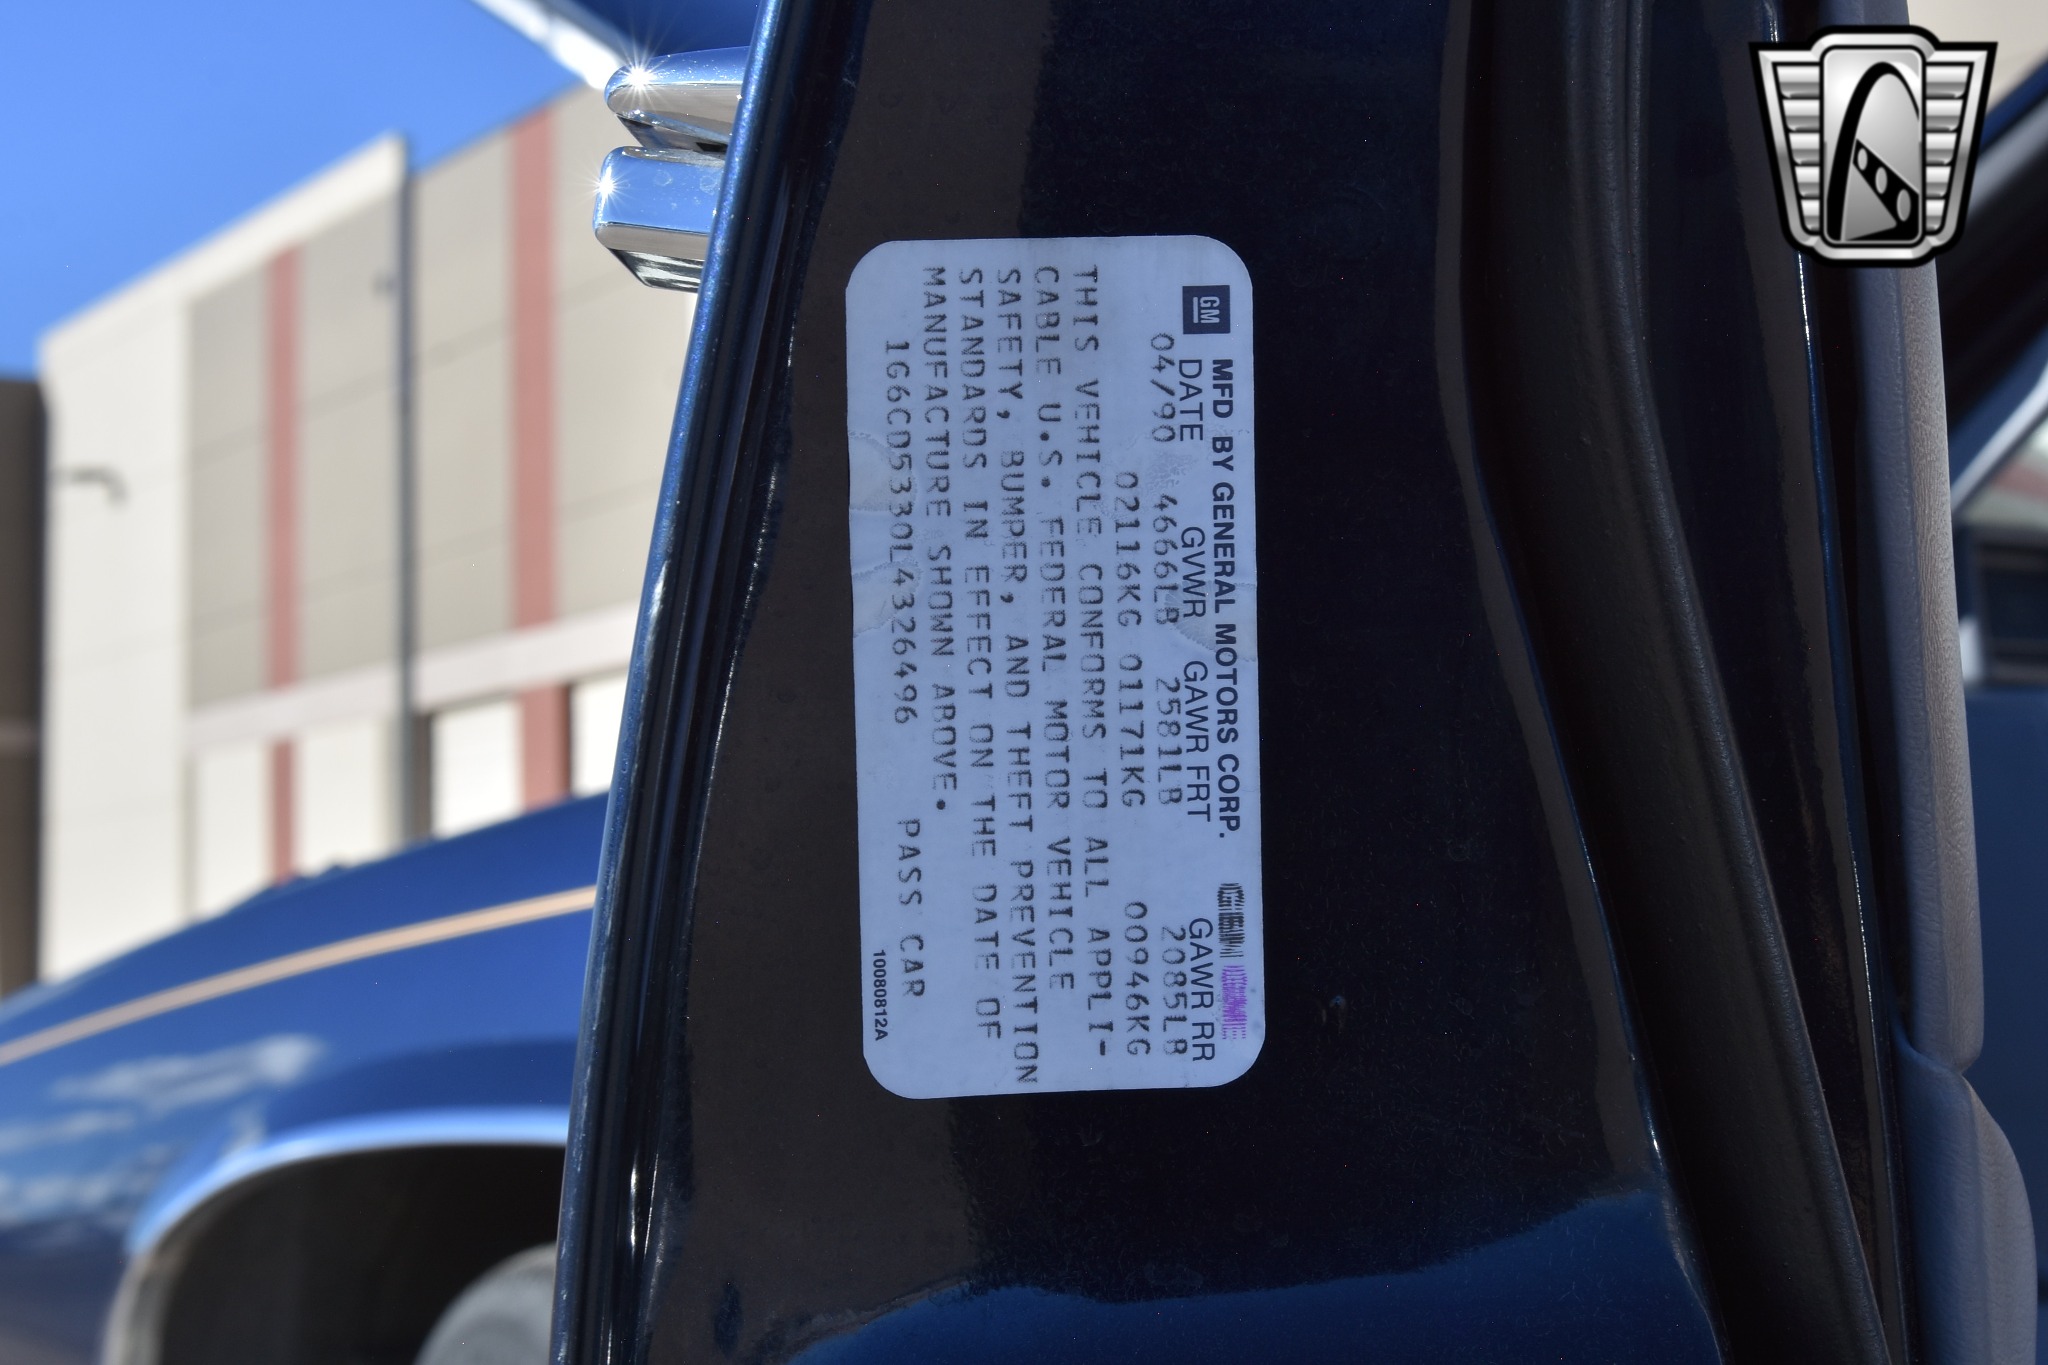 GM
MFD BY GENERAL MOTORS CORP.
DATE GVWR GAWR FRT GAWR RR
04/90 4666LB 2581LB 2085LB
02116KG 01171KG 00946KG
THIS VEHICLE CONFORMS TO ALL APPLI-
CABLE U.S. FEDERAL MOTOR VEHICLE
SAFETY, BUMPER, AND THEFT PREVENTION
STANDARDS IN EFFECT ON THE DATE OF
MANUFACTURE SHOWN ABOVE.
1G6CD5330L4326496 PASS CAR
10080812A